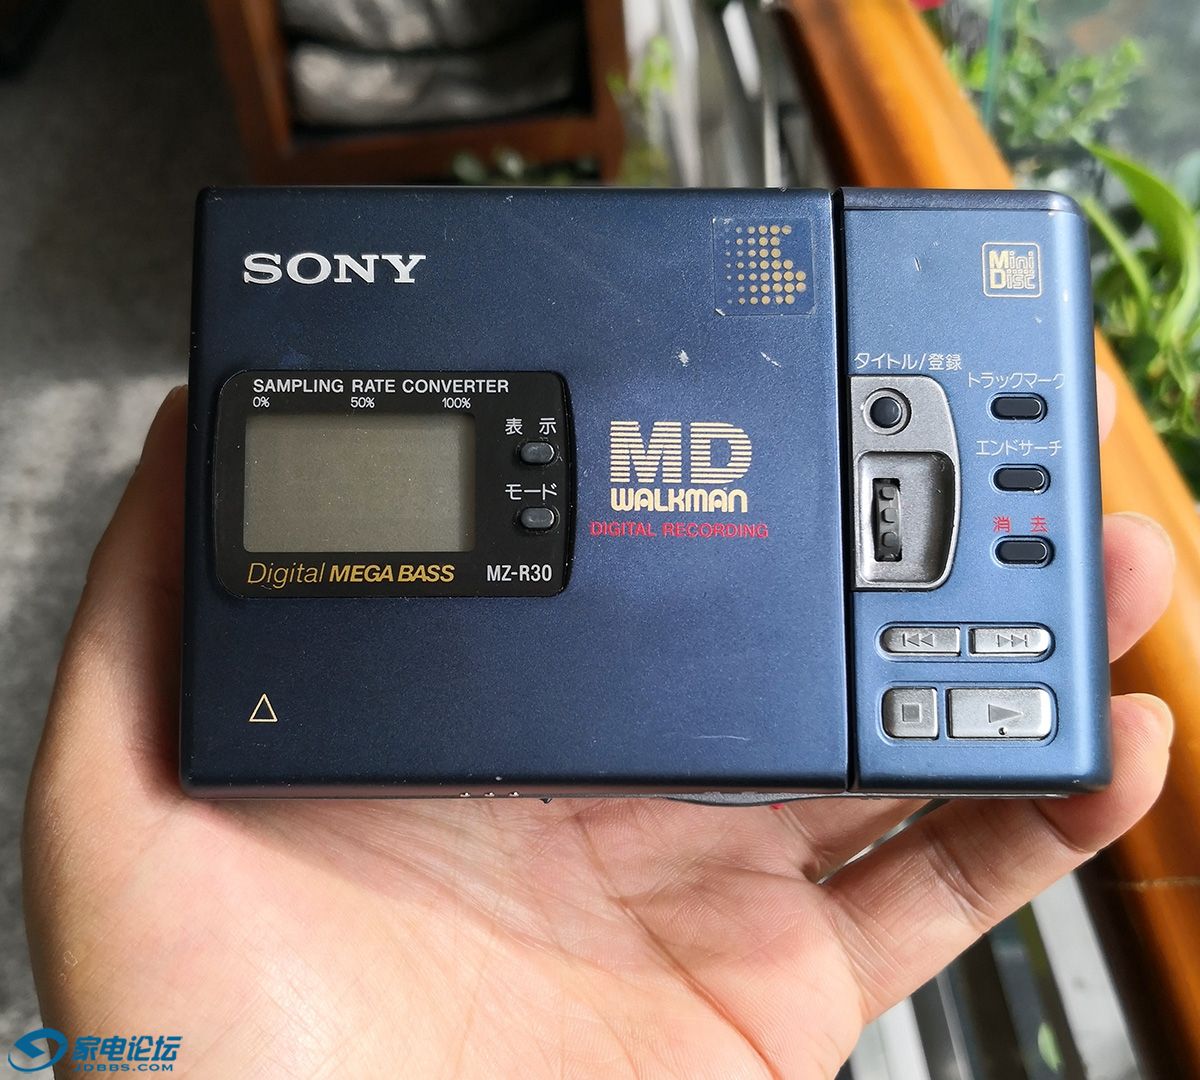 SONY
Mini
Disc
SAMPLING RATE CONVERTER
0% 50% 100%
表示
モード
Digital MEGA BASS MZ-R30
MD
WALKMAN
DIGITAL RECORDING
タイトル/登録
トラックマーク
エンドサーチ
消去
家电论坛
JDBBS.COM